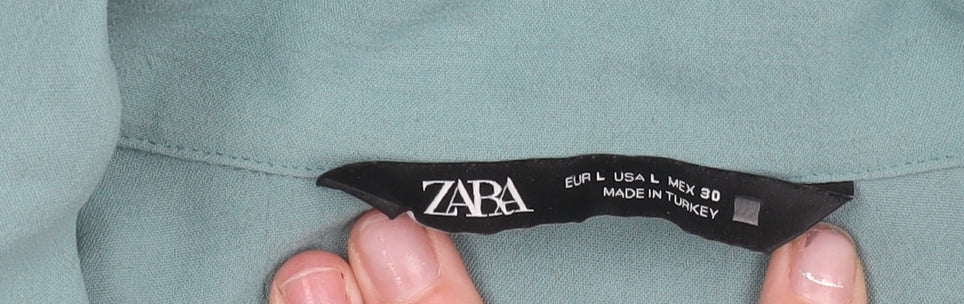 ZARA
EUR L USA L MEX 30
MADE IN TURKEY